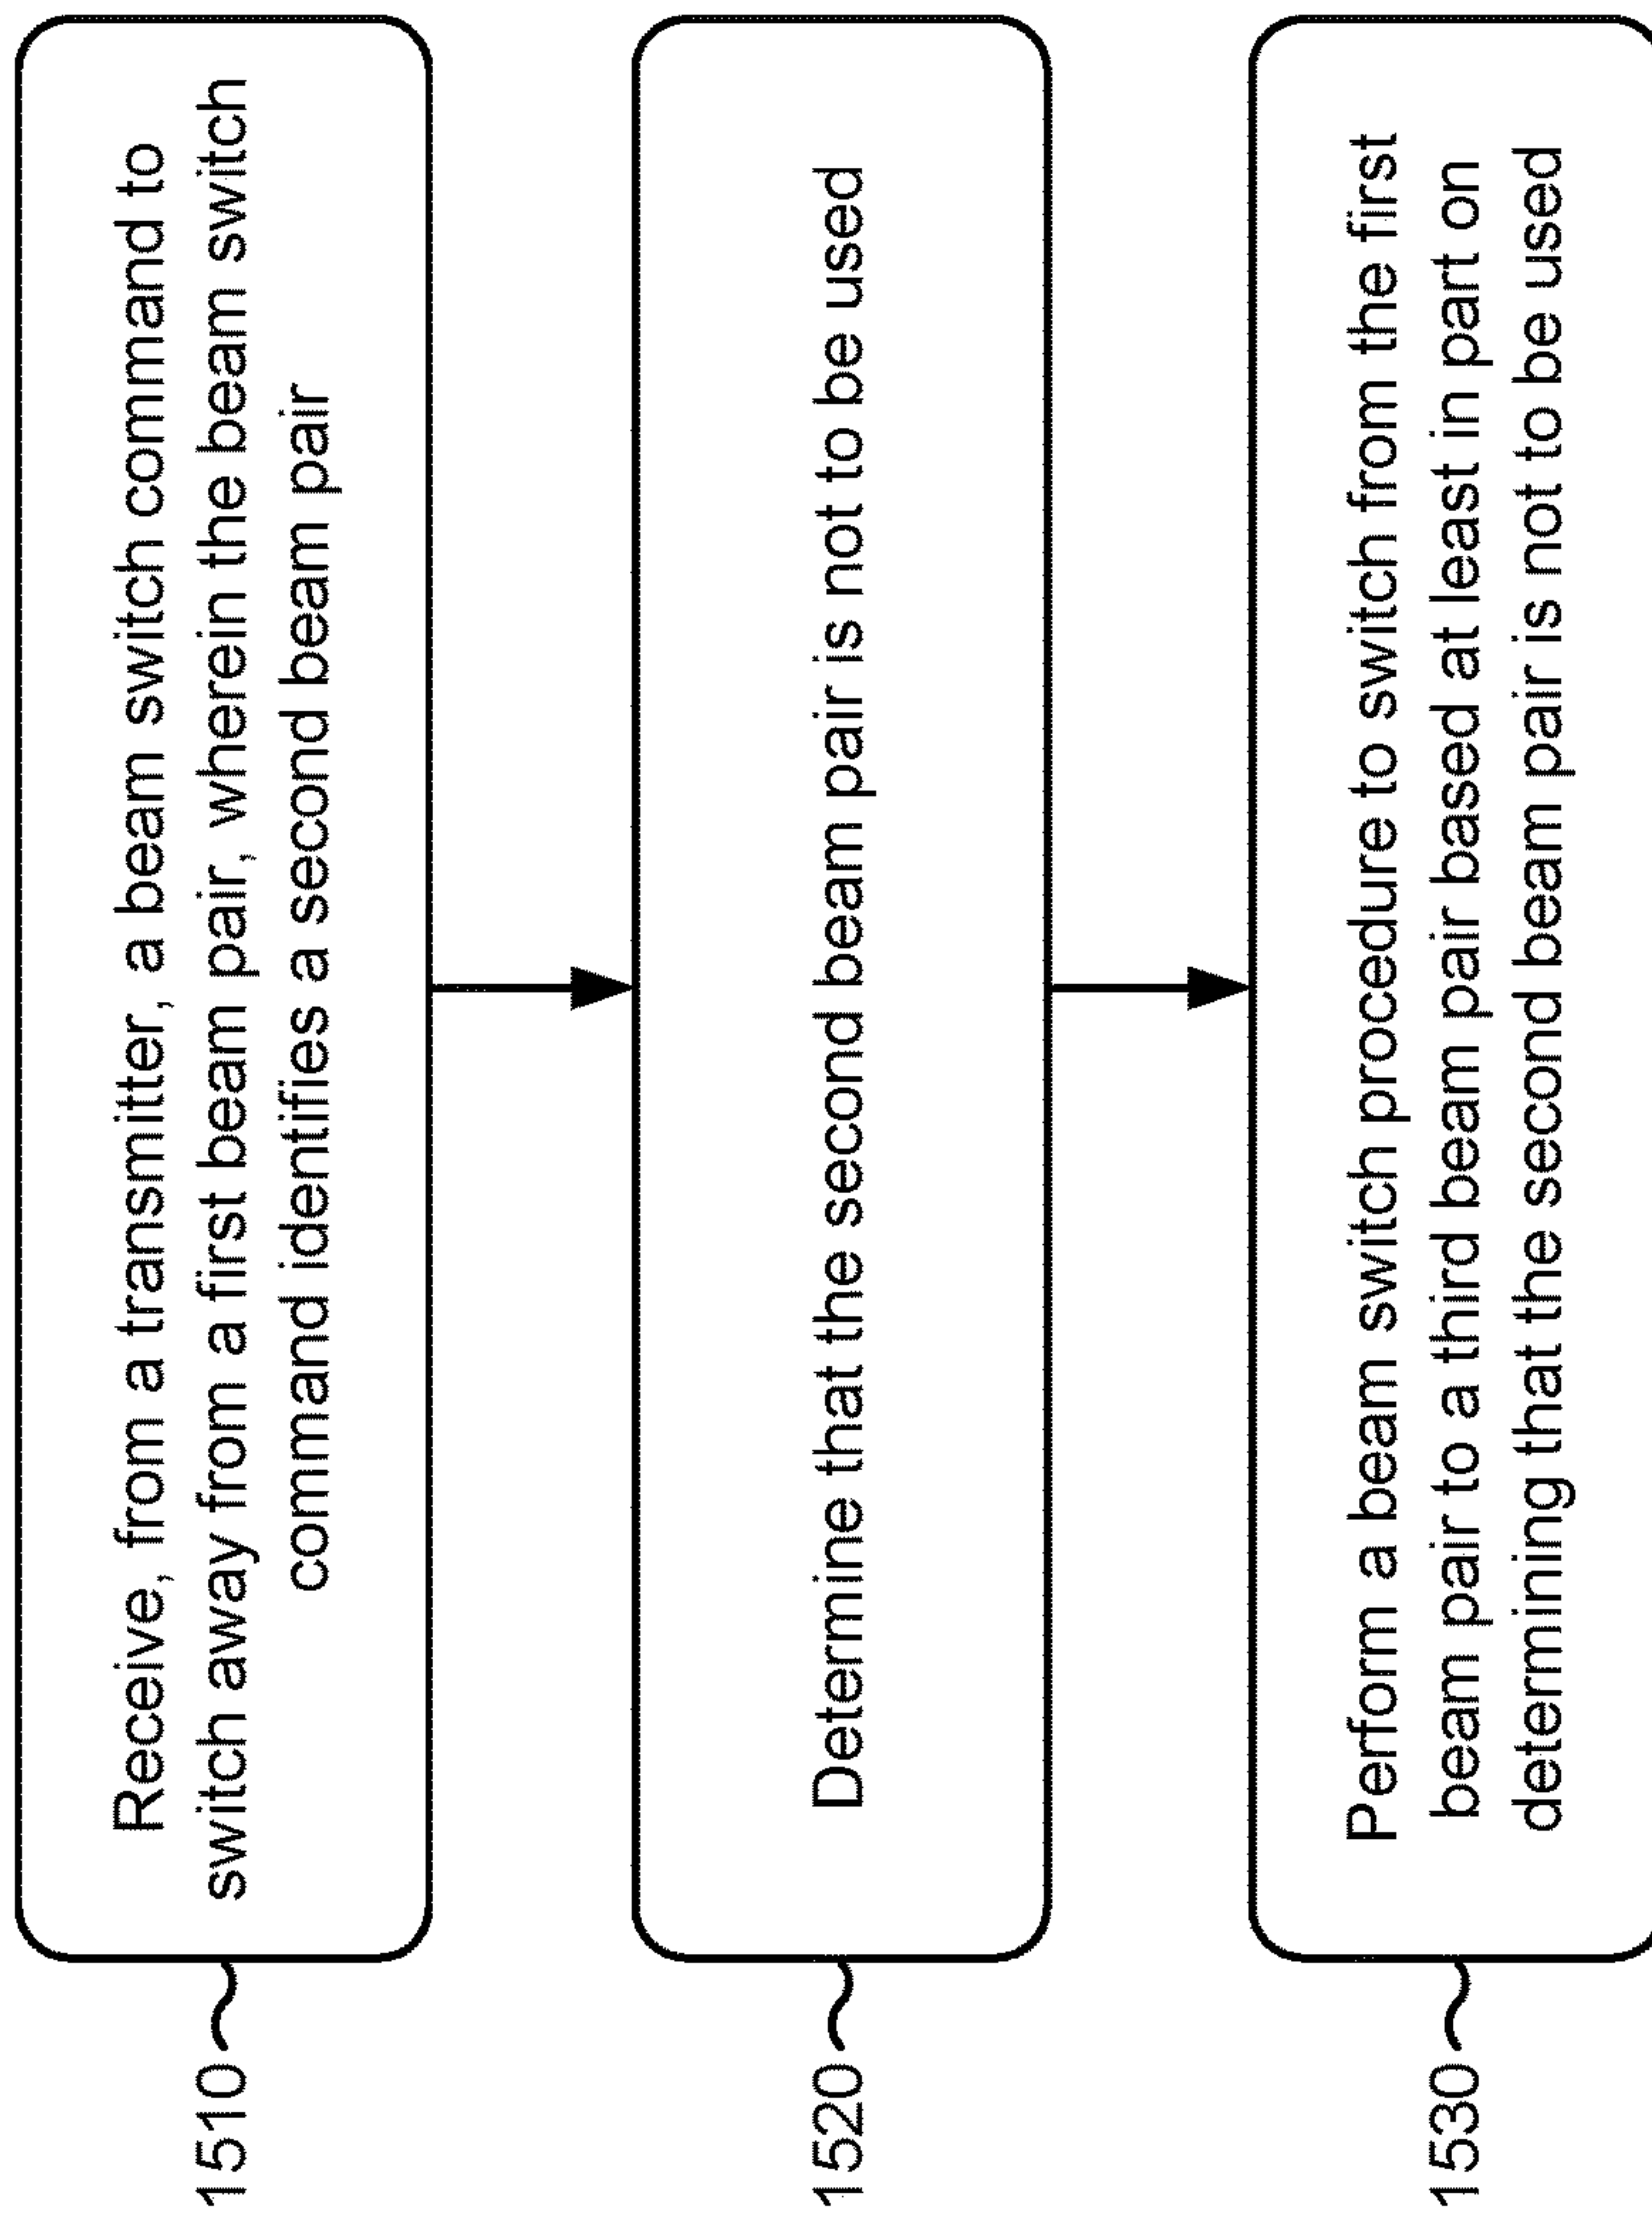 1510
Receive, from a transmitter, a beam switch command to
switch away from a first beam pair, wherein the beam switch
command identifies a second beam pair
1520
Determine that the second beam pair is not to be used
1530
Perform a beam switch procedure to switch from the first
beam pair to a third beam pair based at least in part on
determining that the second beam pair is not to be used